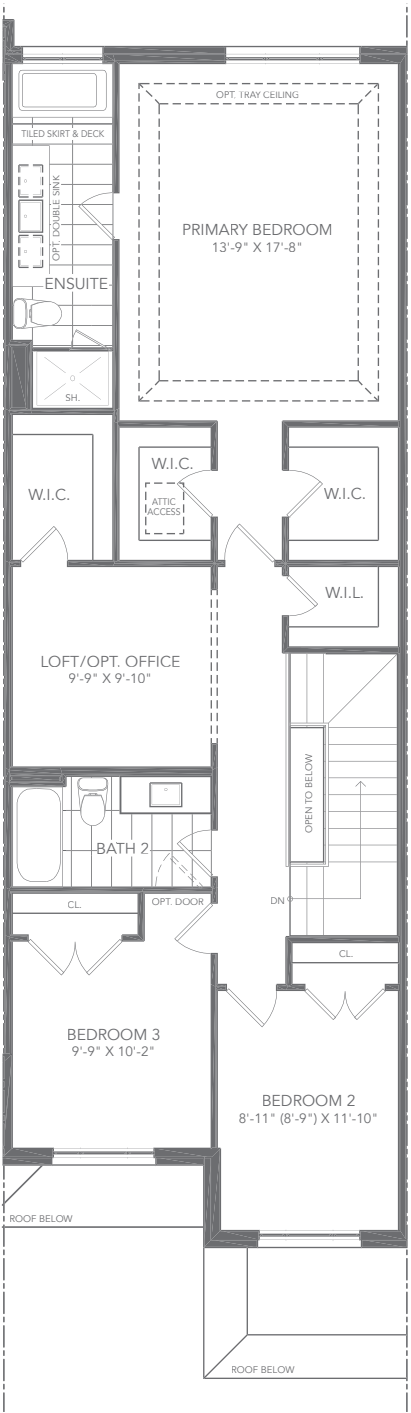 OPT. TRAY CEILING
TILED SKIRT & DECK
OPT. DOUBLE SINK
PRIMARY BEDROOM
13'-9" X 17'-8"
ENSUITE
SH.
W.I.C.
W.I.C.
ATTIC
ACCESS
W.I.C.
W.I.L.
LOFT/OPT. OFFICE
9'-9" X 9'-10"
OPEN TO BELOW
BATH 2
CL.
OPT. DOOR
DN
CL.
BEDROOM 3
9'-9" X 10'-2"
BEDROOM 2
8'-11" (8'-9") X 11'-10"
ROOF BELOW
ROOF BELOW